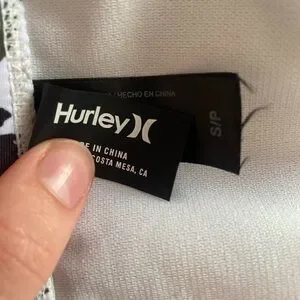 HECHO EN CHINA
S/P
Hurley
IN CHINA
COSTA MESA, CA